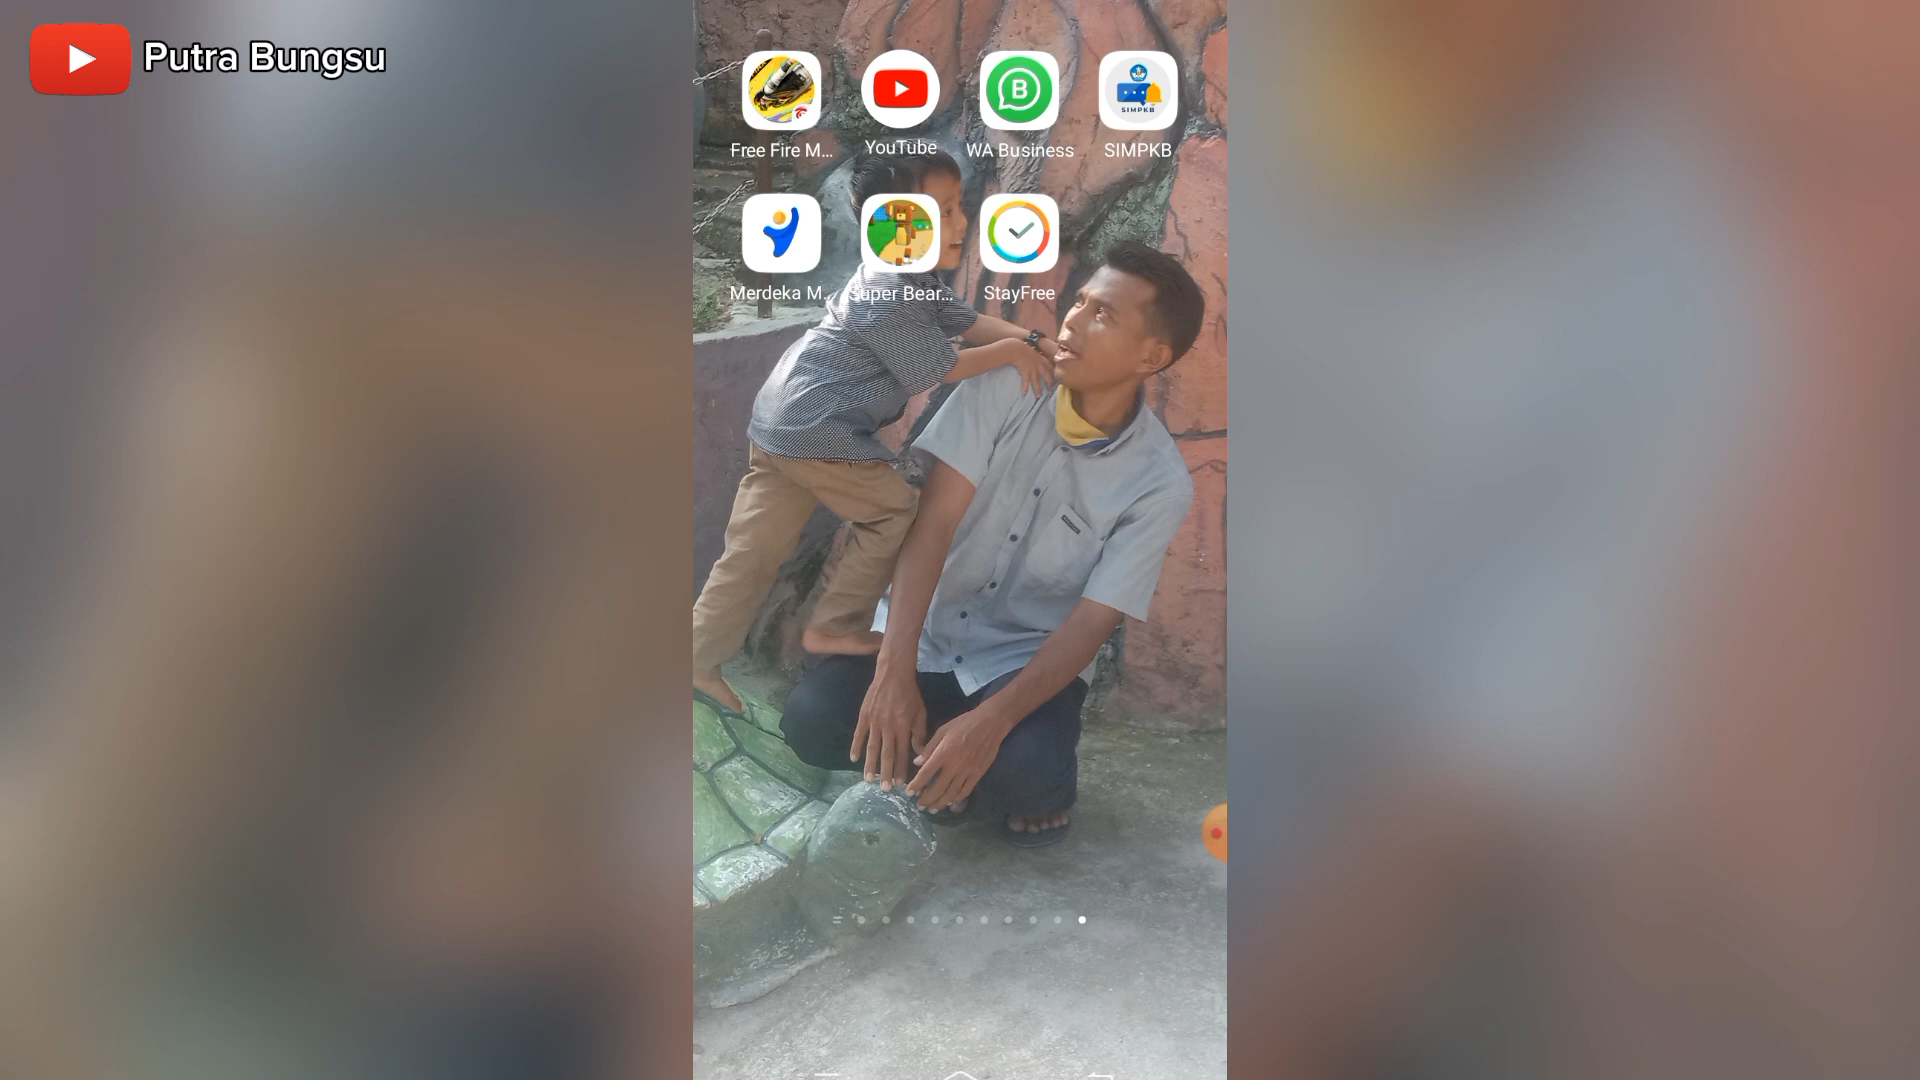 Putra Bungsu
Free Fire M...
YouTube
WA Business
SIMPKB
SIMPKB
Merdeka M...
Super Bear...
StayFree